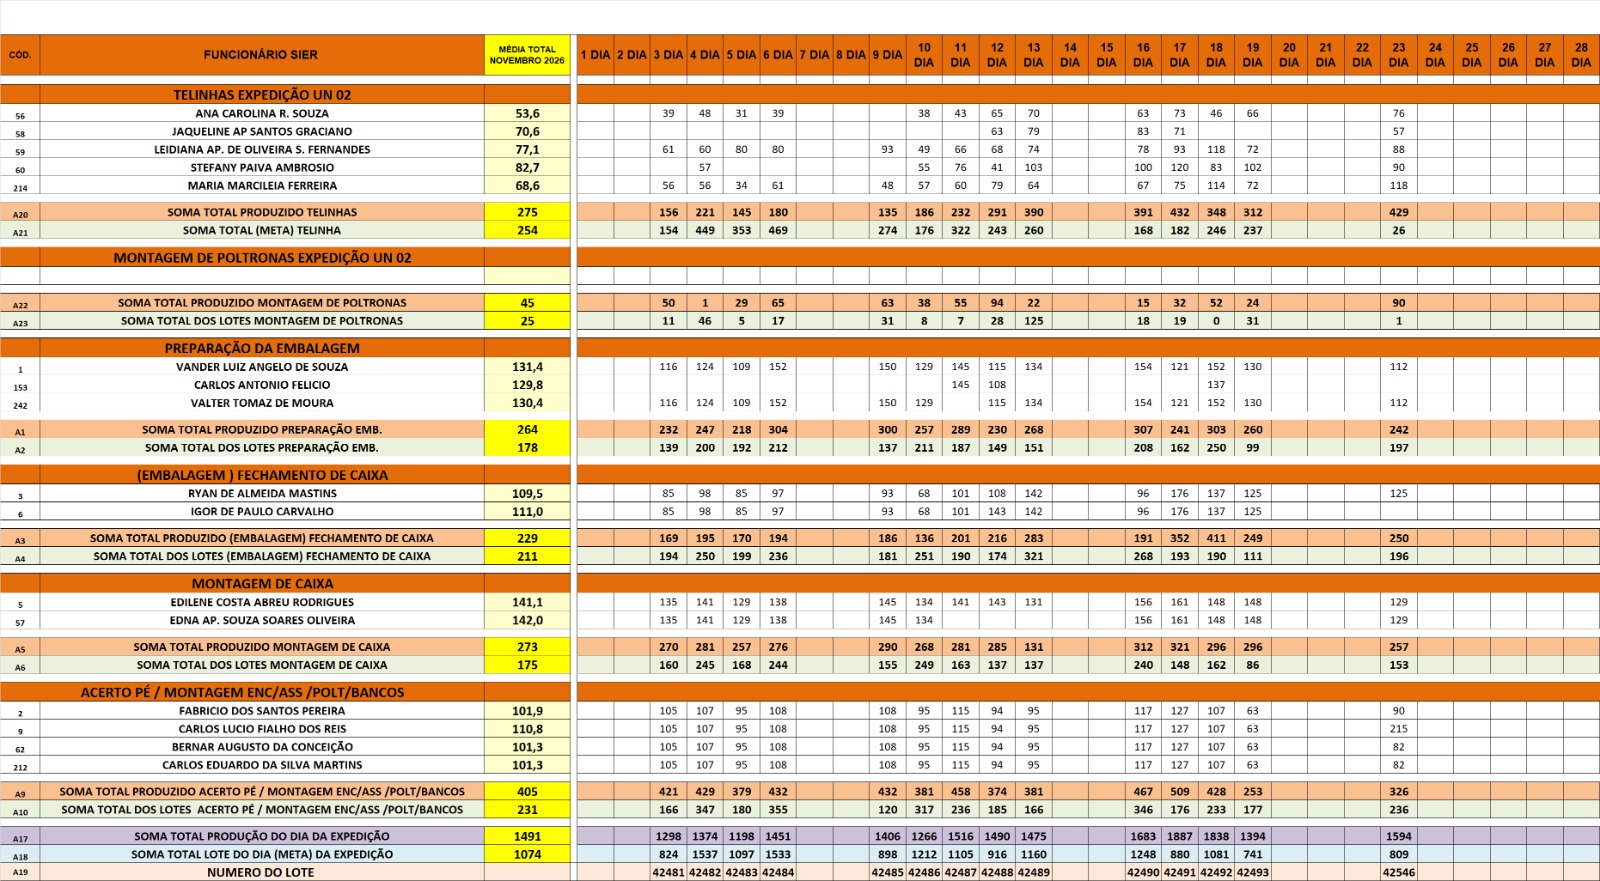 CÓD. FUNCIONÁRIO SIER MÉDIA TOTAL NOVEMBRO 2026 1 DIA 2 DIA 3 DIA 4 DIA 5 DIA 6 DIA 7 DIA 8 DIA 9 DIA 10 DIA 11 DIA 12 DIA 13 DIA 14 DIA 15 DIA 16 DIA 17 DIA 18 DIA 19 DIA 20 DIA 21 DIA 22 DIA 23 DIA 24 DIA 25 DIA 26 DIA 27 DIA 28 DIA
TELINHAS EXPEDIÇÃO UN 02
56 ANA CAROLINA R. SOUZA 53,6 39 48 31 39 38 43 65 70 63 73 46 66 76
58 JAQUELINE AP SANTOS GRACIANO 70,6 63 79 83 71 57
59 LEIDIANA AP. DE OLIVEIRA S. FERNANDES 77,1 61 60 80 80 93 49 66 68 74 78 93 118 72 88
60 STEFANY PAIVA AMBROSIO 82,7 57 55 76 41 103 100 120 83 102 90
214 MARIA MARCILEIA FERREIRA 68,6 56 56 34 61 48 57 60 79 64 67 75 114 72 118
A20 SOMA TOTAL PRODUZIDO TELINHAS 275 156 221 145 180 135 186 232 291 390 391 432 348 312 429
A21 SOMA TOTAL (META) TELINHA 254 154 449 353 469 274 176 322 243 260 168 182 246 237 26
MONTAGEM DE POLTRONAS EXPEDIÇÃO UN 02
A22 SOMA TOTAL PRODUZIDO MONTAGEM DE POLTRONAS 45 50 1 29 65 63 38 55 94 22 15 32 52 24 90
A23 SOMA TOTAL DOS LOTES MONTAGEM DE POLTRONAS 25 11 46 5 17 31 8 7 28 125 18 19 0 31 1
PREPARAÇÃO DA EMBALAGEM
1 VANDER LUIZ ANGELO DE SOUZA 131,4 116 124 109 152 150 129 145 115 134 154 121 152 130 112
153 CARLOS ANTONIO FELICIO 129,8 145 108 137
242 VALTER TOMAZ DE MOURA 130,4 116 124 109 152 150 129 115 134 154 121 152 130 112
A1 SOMA TOTAL PRODUZIDO PREPARAÇÃO EMB. 264 232 247 218 304 300 257 289 230 268 307 241 303 260 242
A2 SOMA TOTAL DOS LOTES PREPARAÇÃO EMB. 178 139 200 192 212 137 211 187 149 151 208 162 250 99 197
(EMBALAGEM ) FECHAMENTO DE CAIXA
3 RYAN DE ALMEIDA MASTINS 109,5 85 98 85 97 93 68 101 108 142 96 176 137 125 125
6 IGOR DE PAULO CARVALHO 111,0 85 98 85 97 93 68 101 143 142 96 176 137 125
A3 SOMA TOTAL PRODUZIDO (EMBALAGEM) FECHAMENTO DE CAIXA 229 169 195 170 194 186 136 201 216 283 191 352 411 249 250
A4 SOMA TOTAL DOS LOTES (EMBALAGEM) FECHAMENTO DE CAIXA 211 194 250 199 236 181 251 190 174 321 268 193 190 111 196
MONTAGEM DE CAIXA
5 EDILENE COSTA ABREU RODRIGUES 141,1 135 141 129 138 145 134 141 143 131 156 161 148 148 129
57 EDNA AP. SOUZA SOARES OLIVEIRA 142,0 135 141 129 138 145 134 156 161 148 148 129
A5 SOMA TOTAL PRODUZIDO MONTAGEM DE CAIXA 273 270 281 257 276 290 268 281 285 131 312 321 296 296 257
A6 SOMA TOTAL DOS LOTES MONTAGEM DE CAIXA 175 160 245 168 244 155 249 163 137 137 240 148 162 86 153
ACERTO PÉ / MONTAGEM ENC/ASS /POLT/BANCOS
2 FABRICIO DOS SANTOS PEREIRA 101,9 105 107 95 108 108 95 115 94 95 117 127 107 63 90
9 CARLOS LUCIO FIALHO DOS REIS 110,8 105 107 95 108 108 95 115 94 95 117 127 107 63 215
62 BERNAR AUGUSTO DA CONCEIÇÃO 101,3 105 107 95 108 108 95 115 94 95 117 127 107 63 82
212 CARLOS EDUARDO DA SILVA MARTINS 101,3 105 107 95 108 108 95 115 94 95 117 127 107 63 82
A9 SOMA TOTAL PRODUZIDO ACERTO PÉ / MONTAGEM ENC/ASS /POLT/BANCOS 405 421 429 379 432 432 381 458 374 381 467 509 428 253 326
A10 SOMA TOTAL DOS LOTES ACERTO PÉ / MONTAGEM ENC/ASS /POLT/BANCOS 231 166 347 180 355 120 317 236 185 166 346 176 233 177 236
A17 SOMA TOTAL PRODUÇÃO DO DIA DA EXPEDIÇÃO 1491 1298 1374 1198 1451 1406 1266 1516 1490 1475 1683 1887 1838 1394 1594
A18 SOMA TOTAL LOTE DO DIA (META) DA EXPEDIÇÃO 1074 824 1537 1097 1533 898 1212 1105 916 1160 1248 880 1081 741 809
A19 NUMERO DO LOTE 42481 42482 42483 42484 42485 42486 42487 42488 42489 42490 42491 42492 42493 42546